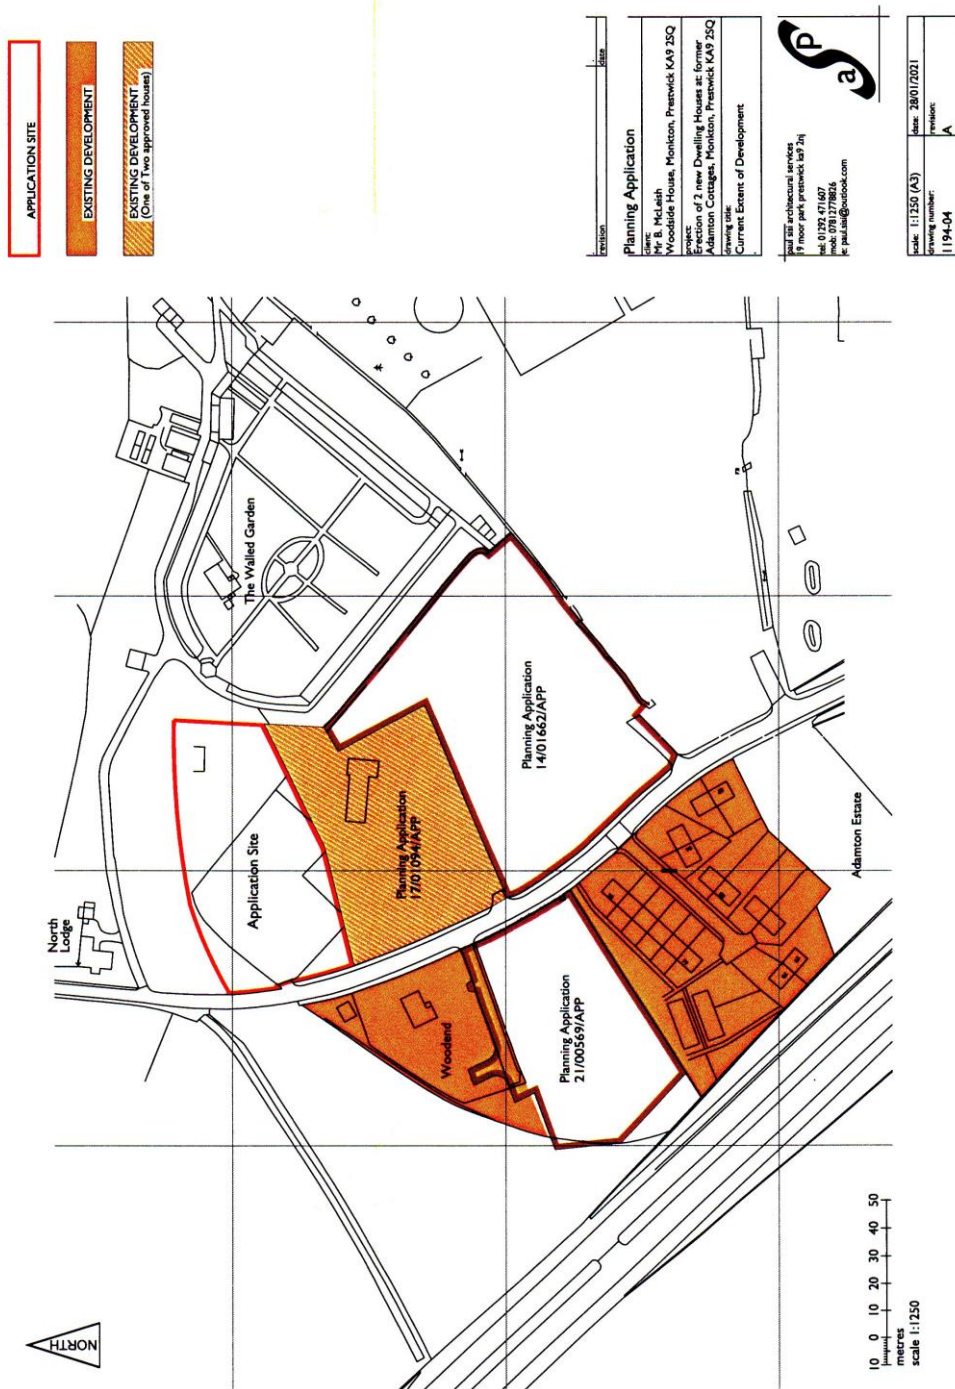 APPLICATION SITE
EXISTING DEVELOPMENT
EXISTING DEVELOPMENT
(One of Two approved houses)
NORTH
North
Lodge
Application Site
The Walled Garden
Planning Application
17/01094/APP
Planning Application
14/01662/APP
Woodend
Planning Application
21/00569/APP
Adamton Estate
10 0 10 20 30 40 50
metres
scale 1:1250
revision date
Planning Application
client:
Mr B. McLeish
Woodside House, Monkton, Prestwick KA9 2SQ
project:
Erection of 2 new Dwelling Houses at: former
Adamton Cottages, Monkton, Prestwick KA9 2SQ
drawing title:
Current Extent of Development
a
P
paul sisi architectural services
19 moor park prestwick ka9 2nj
tel: 01292 471607
mob: 07812778826
e: paul.sisi@outlook.com
scale: 1:1250 (A3) date: 28/01/2021
drawing number: revision:
1194-04 A